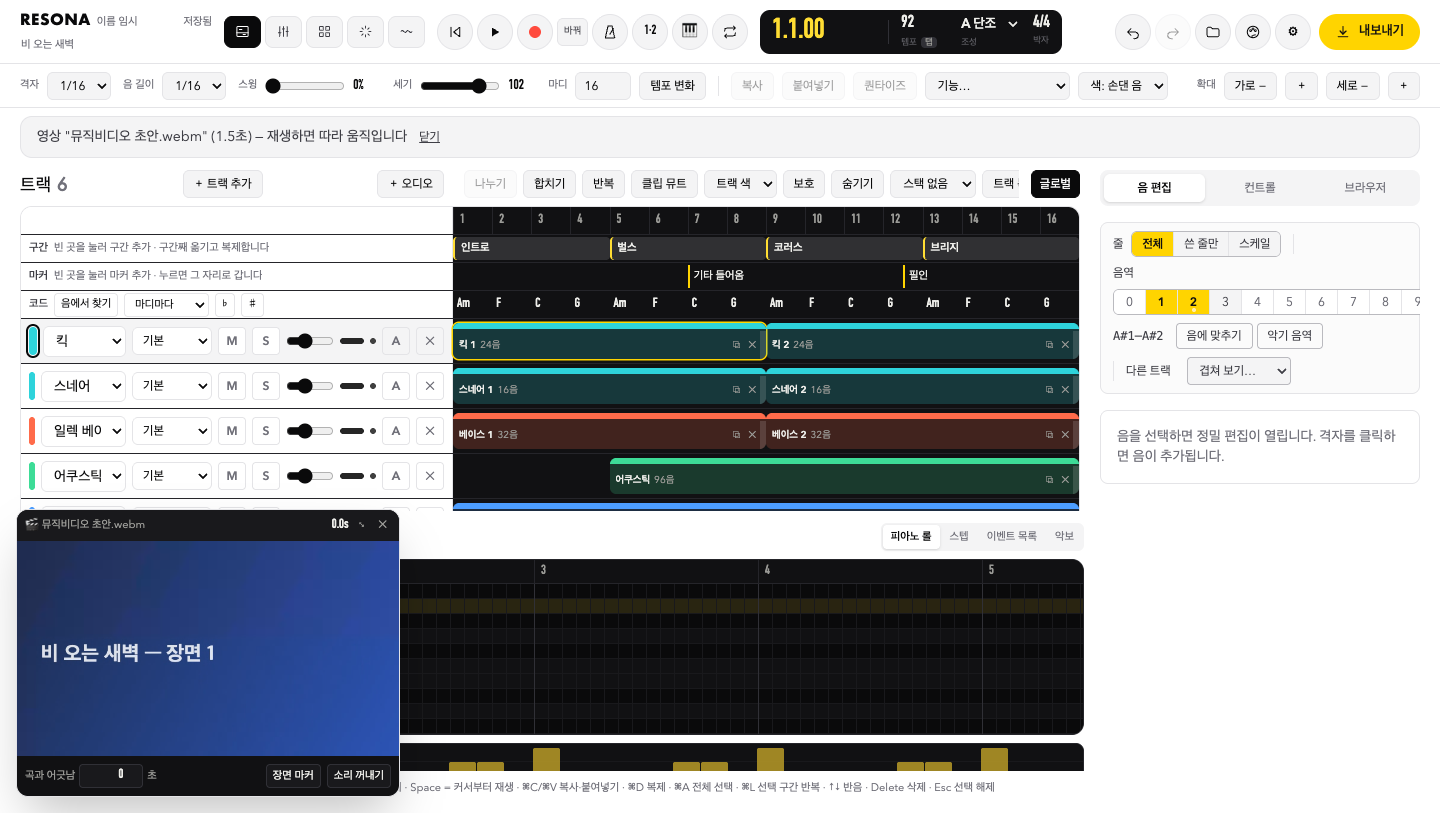 RESONA 이름 임시 저장됨
비 오는 새벽
바꿔 1·2
1.1.00 92 템포 탭 A 단조 조성 4/4 박자
내보내기
격자 1/16 음 길이 1/16 스윙 0% 세기 102 마디 16 템포 변화 복사 붙여넣기 퀀타이즈 기능... 색: 손댄 음 확대 가로 – + 세로 – +
영상 "뮤직비디오 초안.webm" (1.5초) — 재생하면 따라 움직입니다 닫기
트랙 6 + 트랙 추가 + 오디오 나누기 합치기 반복 클립 뮤트 트랙 색 보호 숨기기 스택 없음 트랙 글로벌
음 편집 컨트롤 브라우저
1 2 3 4 5 6 7 8 9 10 11 12 13 14 15 16
구간 빈 곳을 눌러 구간 추가 · 구간째 옮기고 복제합니다 인트로 벌스 코러스 브리지
마커 빈 곳을 눌러 마커 추가 · 누르면 그 자리로 갑니다 기타 들어옴 필인
코드 음에서 찾기 마디마다 ♭ # Am F C G Am F C G Am F C G Am F C G
킥 기본 M S A 킥 1 24음 킥 2 24음
스네어 기본 M S A 스네어 1 16음 스네어 2 16음
일렉 베이 기본 M S A 베이스 1 32음 베이스 2 32음
어쿠스틱 기본 M S A 어쿠스틱 96음
줄 전체 쓴 줄만 스케일
음역
0 1 2 3 4 5 6 7 8 9
A#1–A#2 음에 맞추기 악기 음역
다른 트랙 겹쳐 보기...
음을 선택하면 정밀 편집이 열립니다. 격자를 클릭하
면 음이 추가됩니다.
뮤직비디오 초안.webm 0.0s
비 오는 새벽 — 장면 1
곡과 어긋남 0 초 장면 마커 소리 꺼내기
피아노 롤 스텝 이벤트 목록 악보
3 4 5
· Space = 커서부터 재생 · ⌘C/⌘V 복사·붙여넣기 · ⌘D 복제 · ⌘A 전체 선택 · ⌘L 선택 구간 반복 · ↑↓ 반음 · Delete 삭제 · Esc 선택 해제